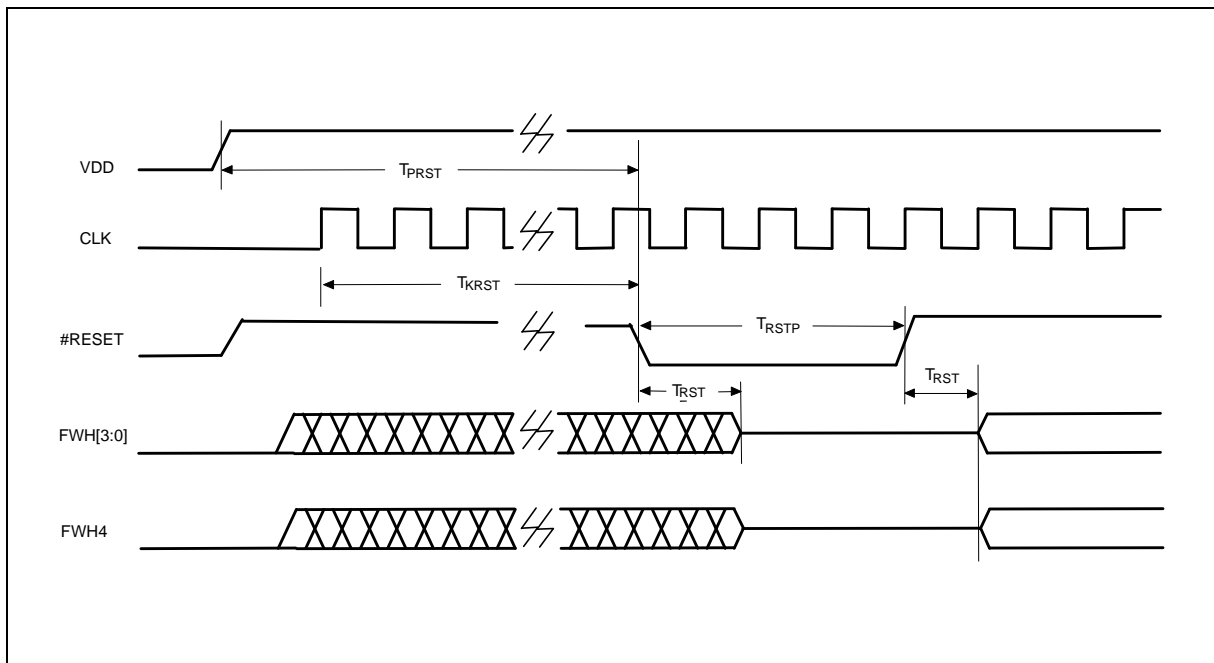 VDD
TPRST
CLK
TKRST
#RESET
TRSTP
TRST
TRST
FWH[3:0]
FWH4